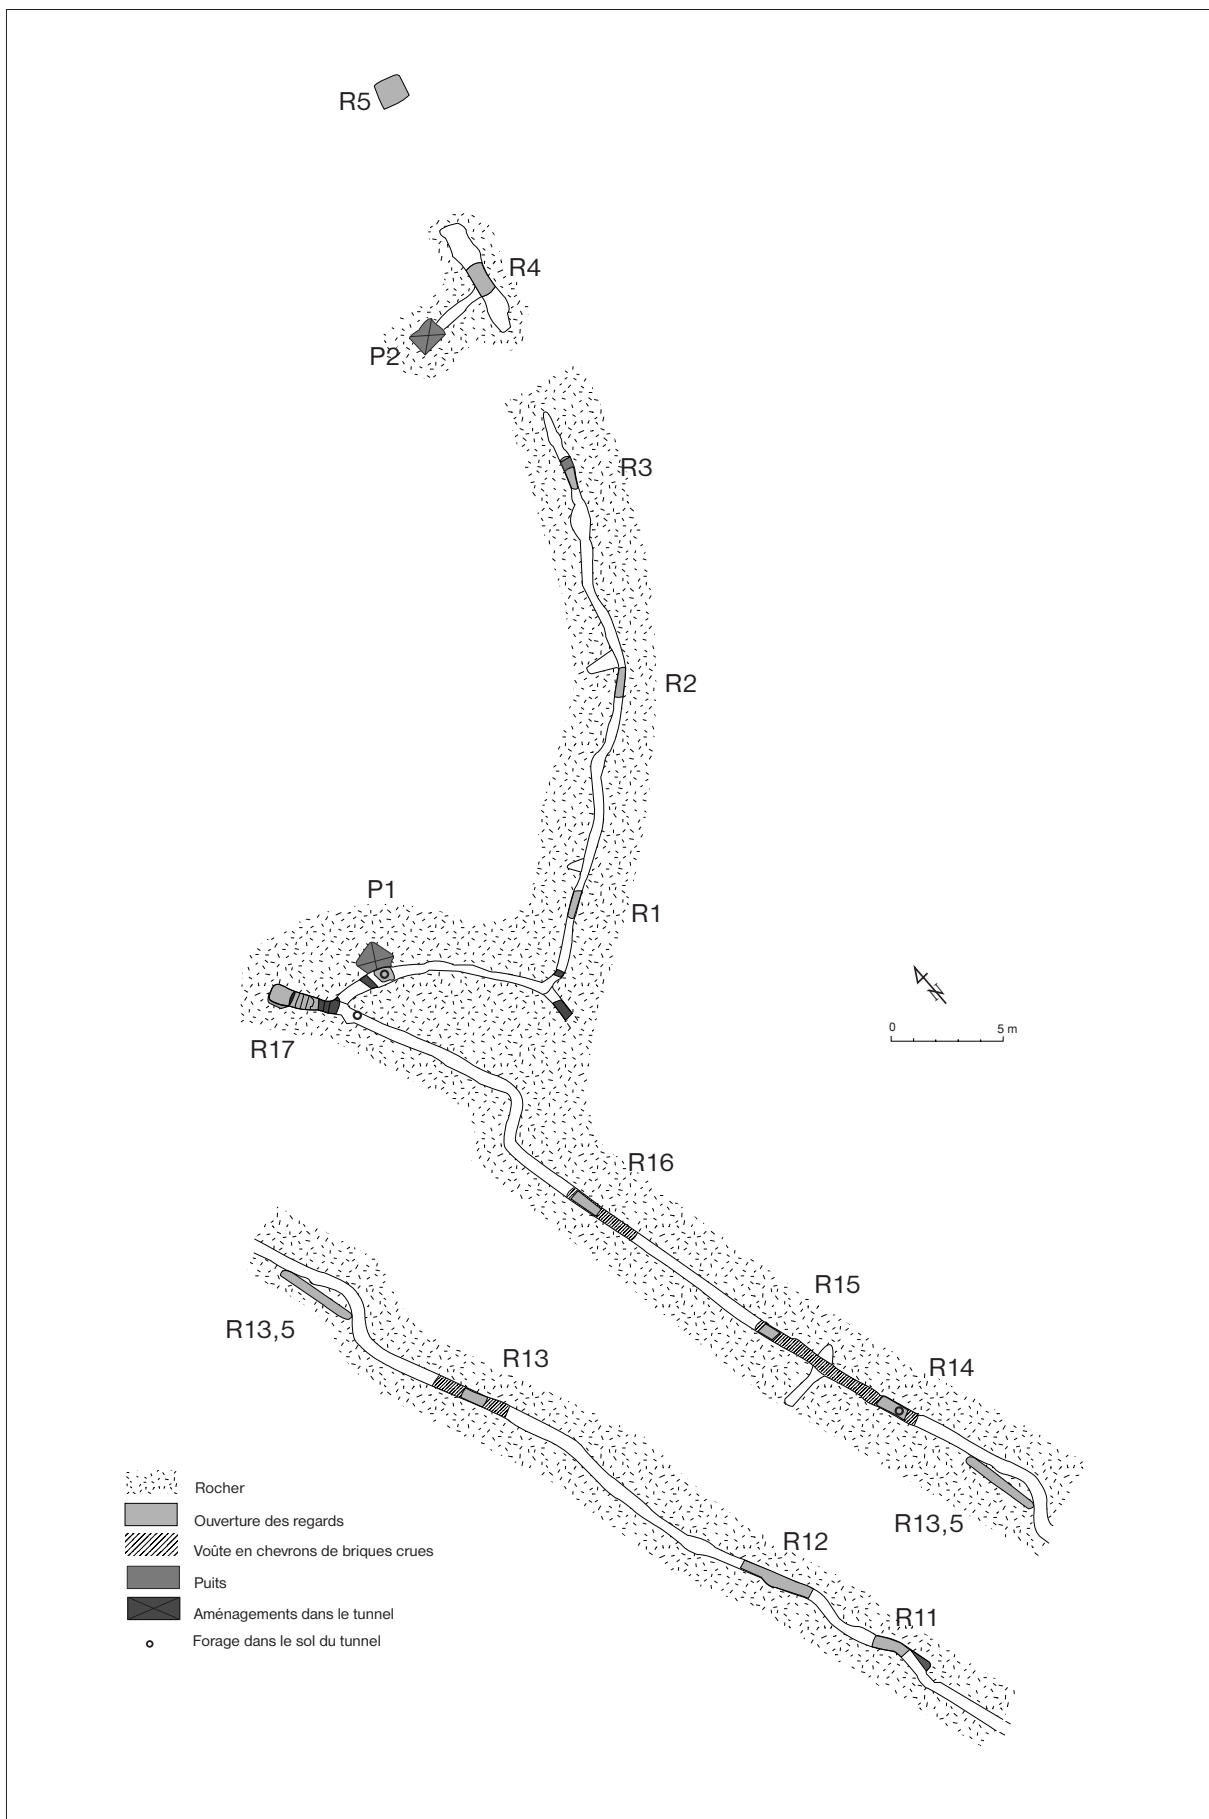 R5
R4
P2
R3
R2
P1
R1
R17
N
0 5 m
R16
R15
R13,5
R13
R14
R13,5
R12
R11
Rocher
Ouverture des regards
Voûte en chevrons de briques crues
Puits
Aménagements dans le tunnel
Forage dans le sol du tunnel